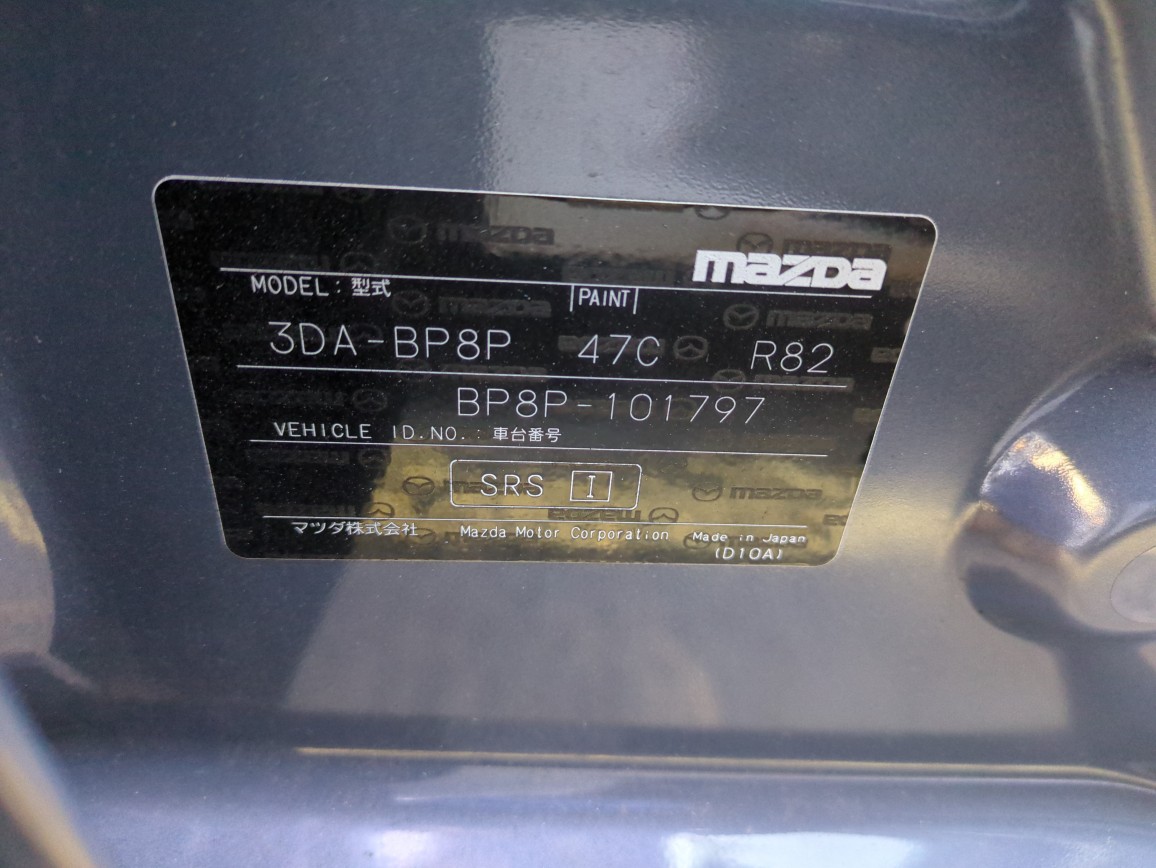 mazda
MODEL : 型式 |PAINT|
3DA-BP8P 47C R82
BP8P-101797
VEHICLE ID.NO. : 車台番号
SRS I
マツダ株式会社 Mazda Motor Corporation Made in Japan
(D10A)